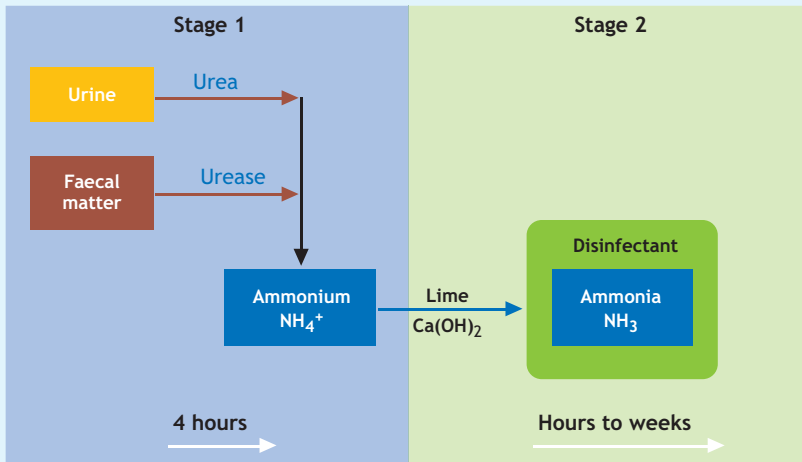 Stage 1
Stage 2
Urine
Urea
Faecal
matter
Urease
Ammonium
NH₄⁺
Lime
Ca(OH)₂
Disinfectant
Ammonia
NH₃
4 hours
Hours to weeks